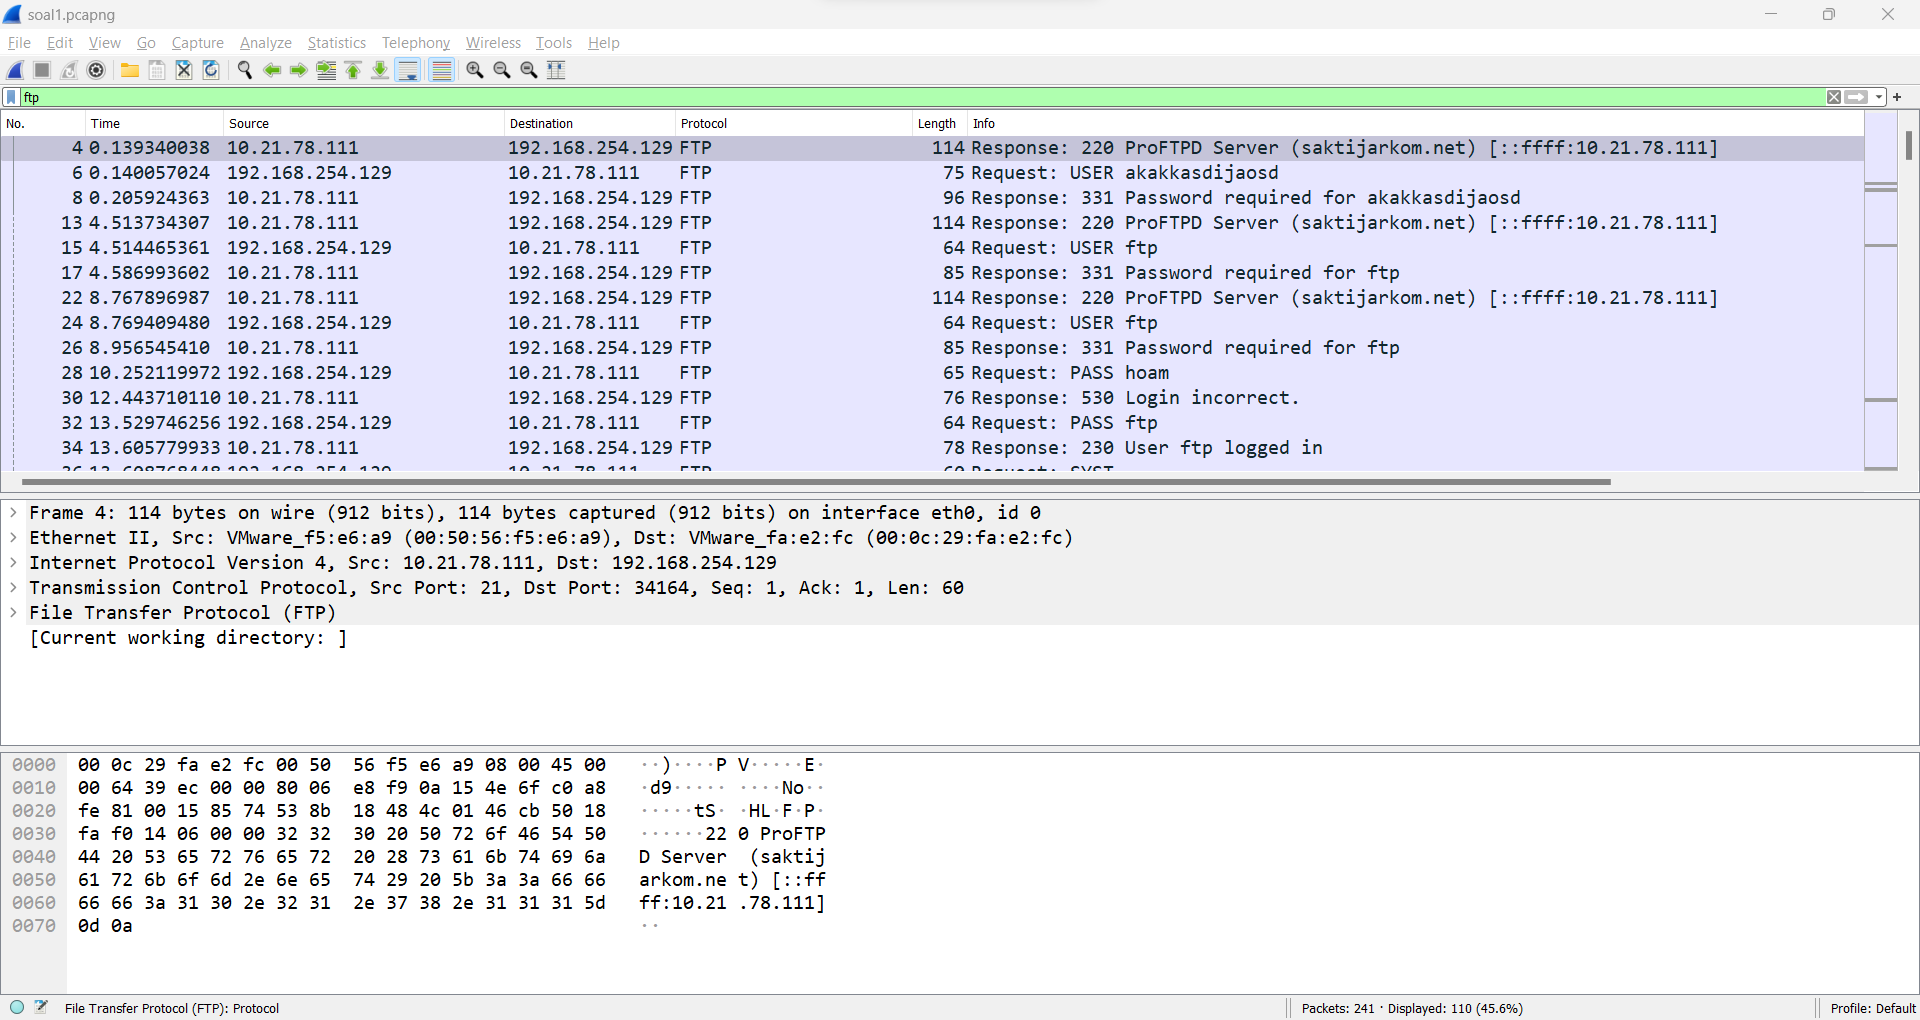 soal1.pcapng
File Edit View Go Capture Analyze Statistics Telephony Wireless Tools Help
ftp
No. Time Source Destination Protocol Length Info
4 0.139340038 10.21.78.111 192.168.254.129 FTP 114 Response: 220 ProFTPD Server (saktijarkom.net) [::ffff:10.21.78.111]
6 0.140057024 192.168.254.129 10.21.78.111 FTP 75 Request: USER akakkasdijaosd
8 0.205924363 10.21.78.111 192.168.254.129 FTP 96 Response: 331 Password required for akakkasdijaosd
13 4.513734307 10.21.78.111 192.168.254.129 FTP 114 Response: 220 ProFTPD Server (saktijarkom.net) [::ffff:10.21.78.111]
15 4.514465361 192.168.254.129 10.21.78.111 FTP 64 Request: USER ftp
17 4.586993602 10.21.78.111 192.168.254.129 FTP 85 Response: 331 Password required for ftp
22 8.767896987 10.21.78.111 192.168.254.129 FTP 114 Response: 220 ProFTPD Server (saktijarkom.net) [::ffff:10.21.78.111]
24 8.769409480 192.168.254.129 10.21.78.111 FTP 64 Request: USER ftp
26 8.956545410 10.21.78.111 192.168.254.129 FTP 85 Response: 331 Password required for ftp
28 10.252119972 192.168.254.129 10.21.78.111 FTP 65 Request: PASS hoam
30 12.443710110 10.21.78.111 192.168.254.129 FTP 76 Response: 530 Login incorrect.
32 13.529746256 192.168.254.129 10.21.78.111 FTP 64 Request: PASS ftp
34 13.605779933 10.21.78.111 192.168.254.129 FTP 78 Response: 230 User ftp logged in
Frame 4: 114 bytes on wire (912 bits), 114 bytes captured (912 bits) on interface eth0, id 0
Ethernet II, Src: VMware_f5:e6:a9 (00:50:56:f5:e6:a9), Dst: VMware_fa:e2:fc (00:0c:29:fa:e2:fc)
Internet Protocol Version 4, Src: 10.21.78.111, Dst: 192.168.254.129
Transmission Control Protocol, Src Port: 21, Dst Port: 34164, Seq: 1, Ack: 1, Len: 60
File Transfer Protocol (FTP)
[Current working directory: ]
0000 00 0c 29 fa e2 fc 00 50 56 f5 e6 a9 08 00 45 00 ··)····P V·····E·
0010 00 64 39 ec 00 00 80 06 e8 f9 0a 15 4e 6f c0 a8 ·d9····· ····No··
0020 fe 81 00 15 85 74 53 8b 18 48 4c 01 46 cb 50 18 ·····tS· ·HL·F·P·
0030 fa f0 14 06 00 00 32 32 30 20 50 72 6f 46 54 50 ······22 0 ProFTP
0040 44 20 53 65 72 76 65 72 20 28 73 61 6b 74 69 6a D Server (saktij
0050 61 72 6b 6f 6d 2e 6e 65 74 29 20 5b 3a 3a 66 66 arkom.ne t) [::ff
0060 66 66 3a 31 30 2e 32 31 2e 37 38 2e 31 31 31 5d ff:10.21 .78.111]
0070 0d 0a ··
File Transfer Protocol (FTP): Protocol Packets: 241 · Displayed: 110 (45.6%) Profile: Default